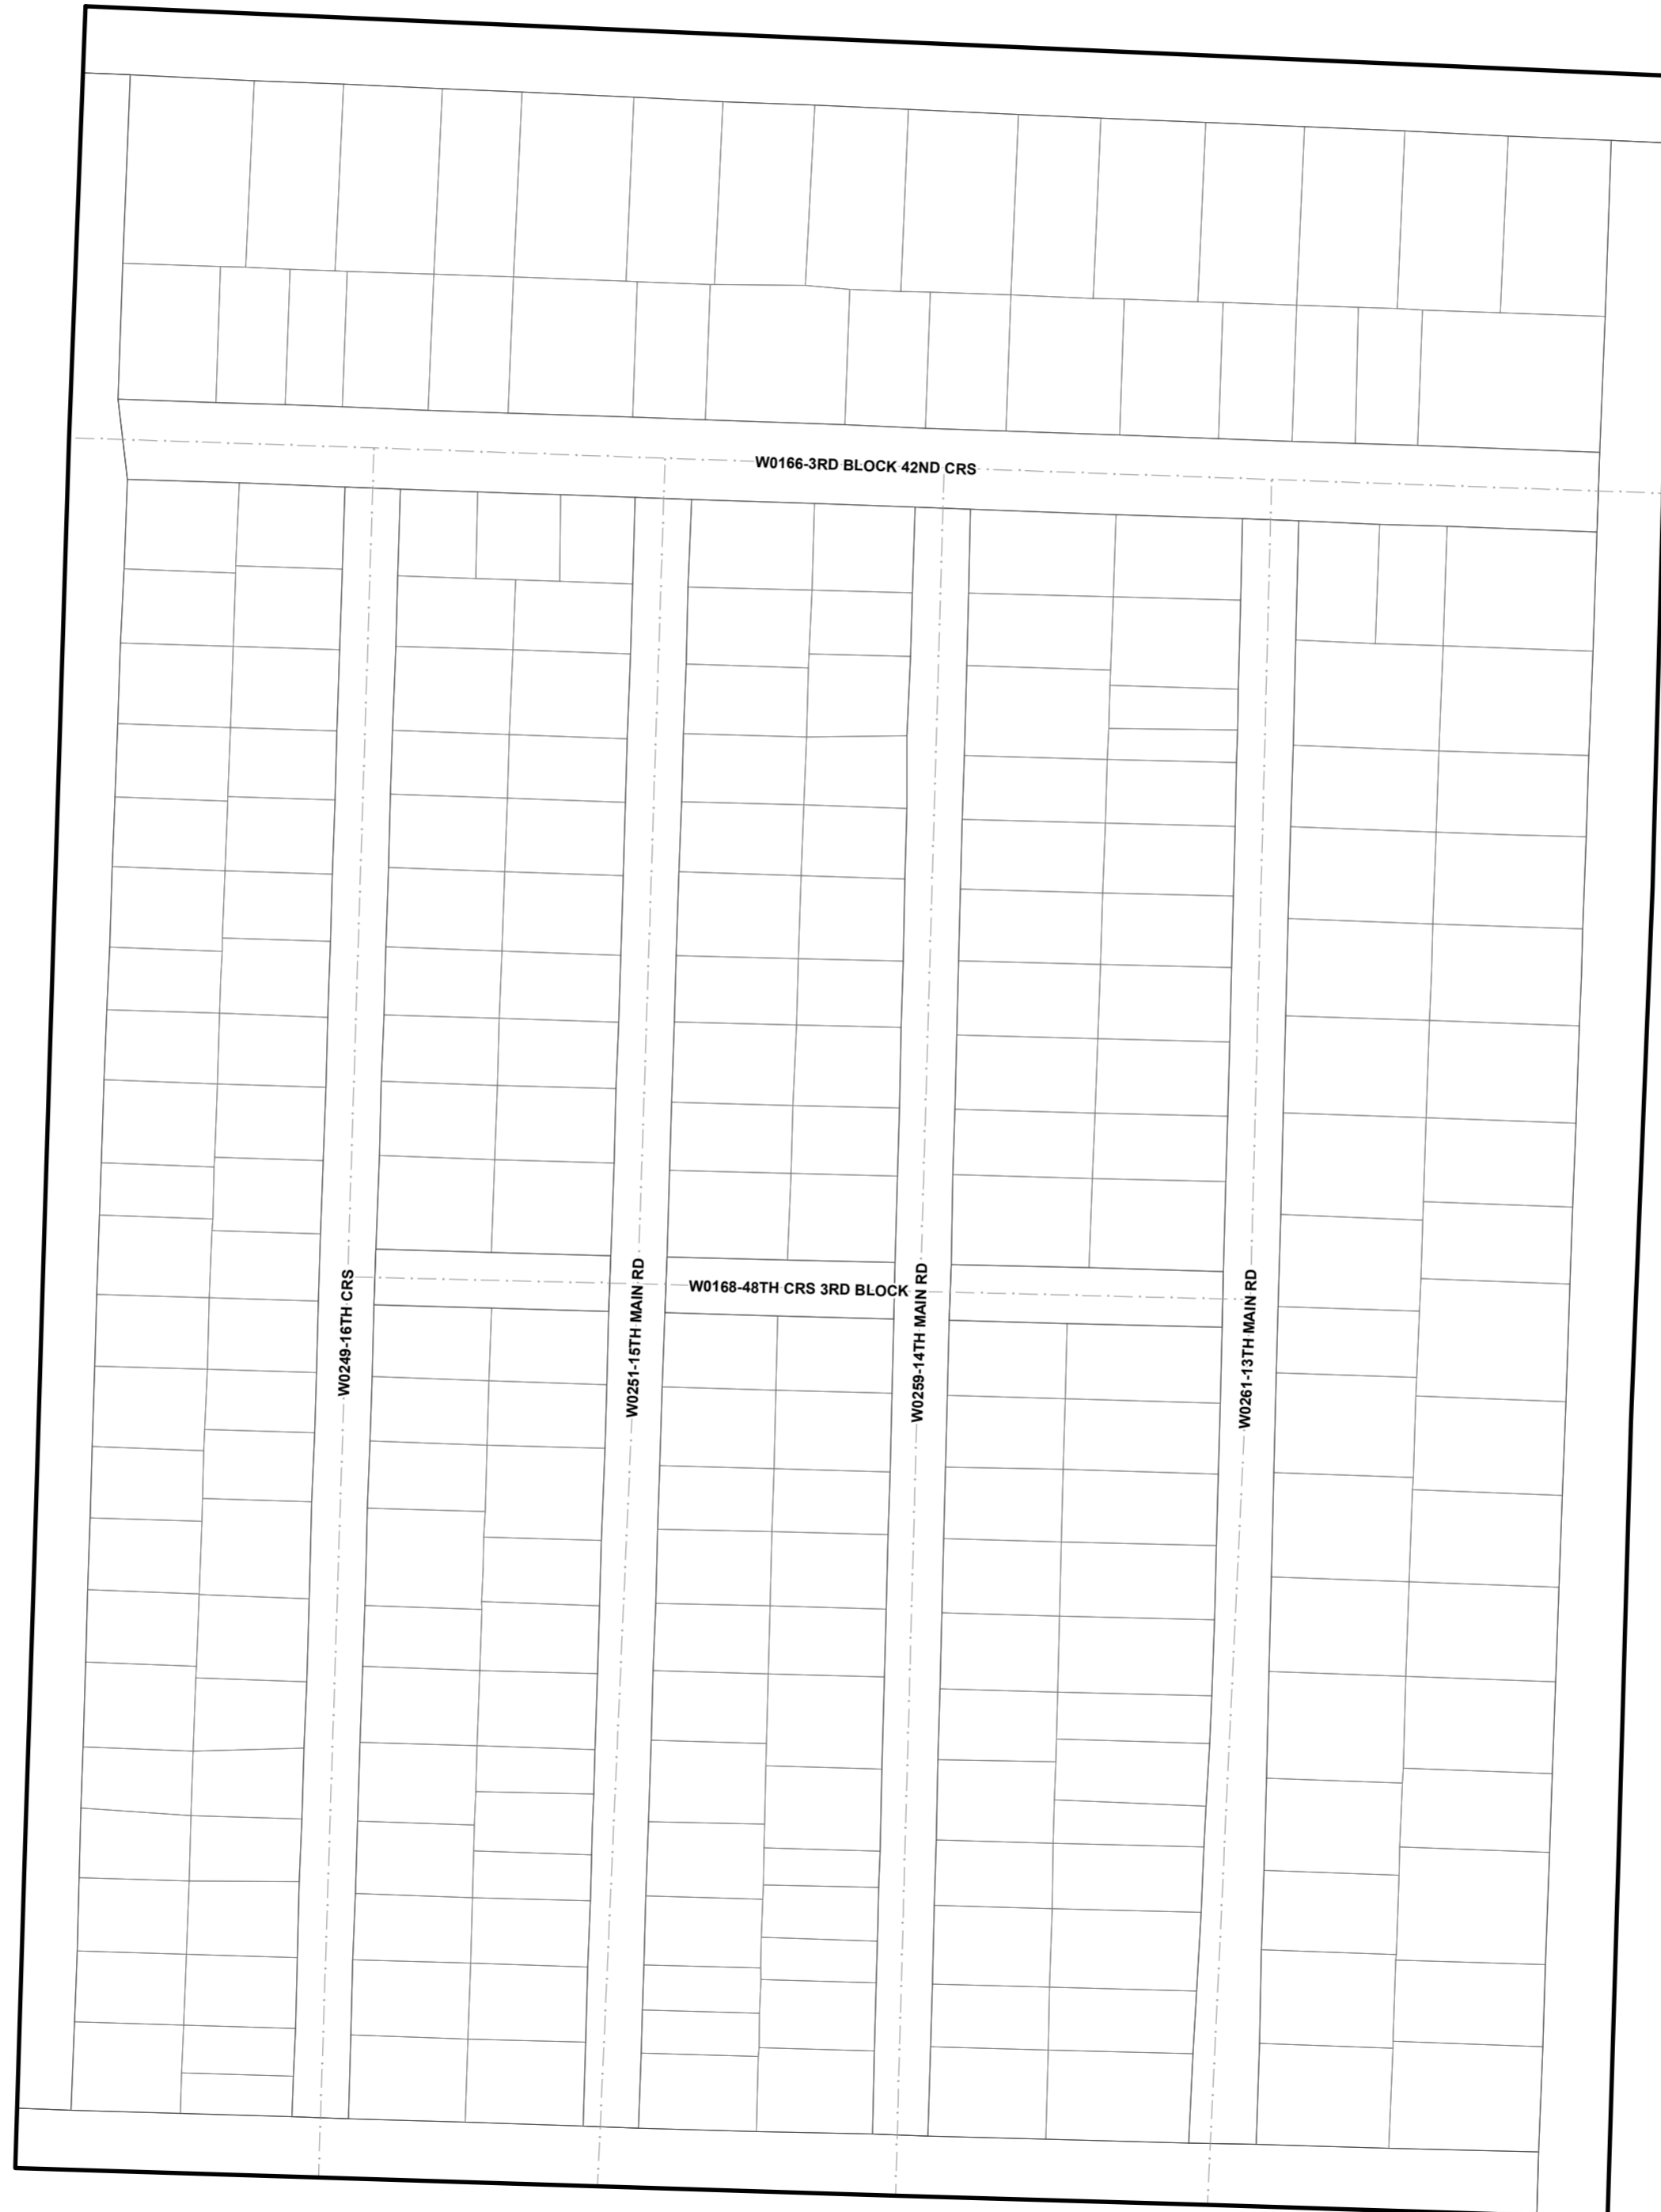 W0166-3RD BLOCK 42ND CRS
W0168-48TH CRS 3RD BLOCK
W0249-16TH CRS
W0251-15TH MAIN RD
W0259-14TH MAIN RD
W0261-13TH MAIN RD